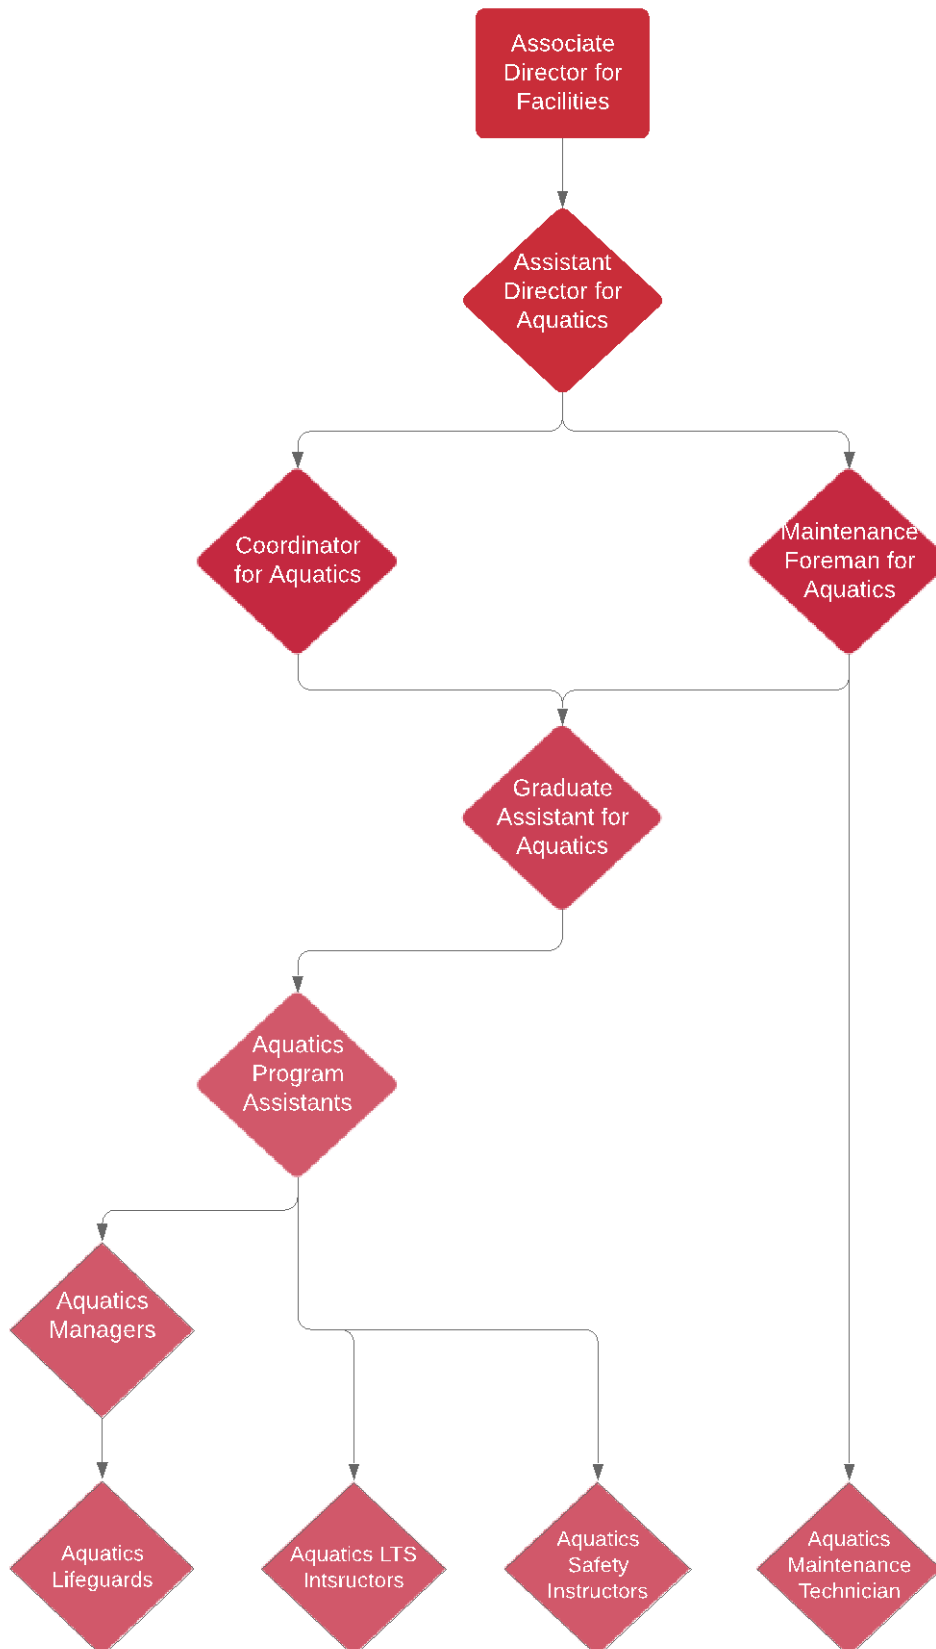 Associate
Director for
Facilities
Assistant
Director for
Aquatics
Coordinator
for Aquatics
Maintenance
Foreman for
Aquatics
Graduate
Assistant for
Aquatics
Aquatics
Program
Assistants
Aquatics
Managers
Aquatics
Lifeguards
Aquatics LTS
Intsructors
Aquatics
Safety
Instructors
Aquatics
Maintenance
Technician